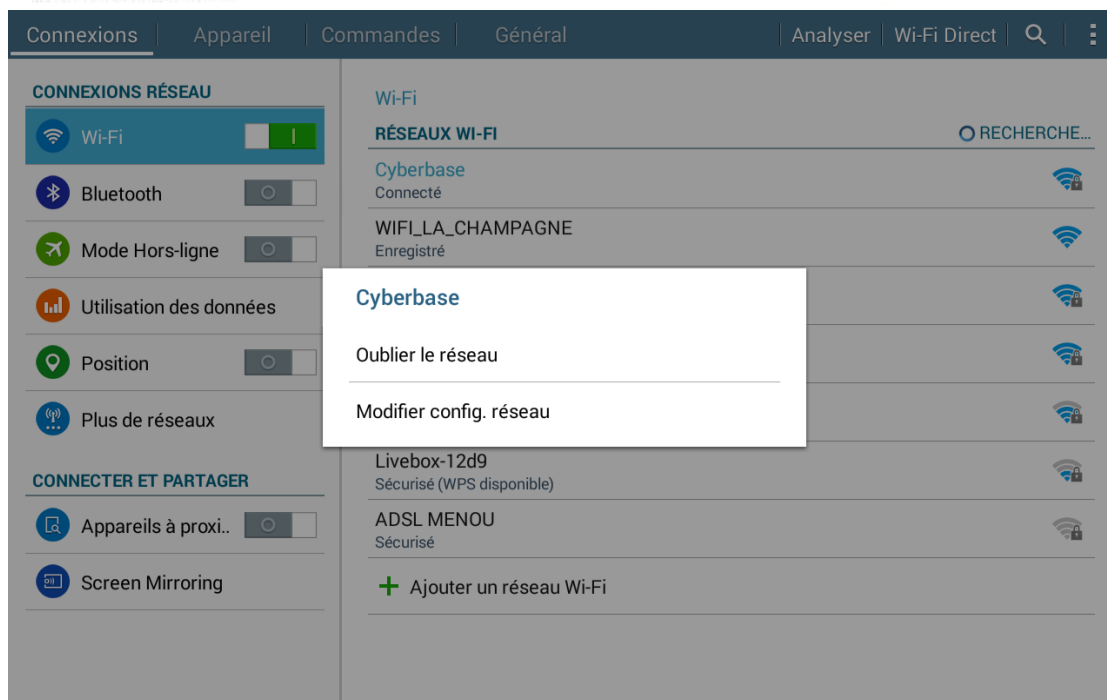 Connexions
Appareil
Commandes
Général
Analyser
Wi-Fi Direct
CONNEXIONS RÉSEAU
Wi-Fi
Bluetooth
Mode Hors-ligne
Utilisation des données
Position
Plus de réseaux
CONNECTER ET PARTAGER
Appareils à proxi..
Screen Mirroring
Wi-Fi
RÉSEAUX WI-FI
RECHERCHE...
Cyberbase
Connecté
WIFI_LA_CHAMPAGNE
Enregistré
Cyberbase
Oublier le réseau
Modifier config. réseau
Livebox-12d9
Sécurisé (WPS disponible)
ADSL MENOU
Sécurisé
Ajouter un réseau Wi-Fi